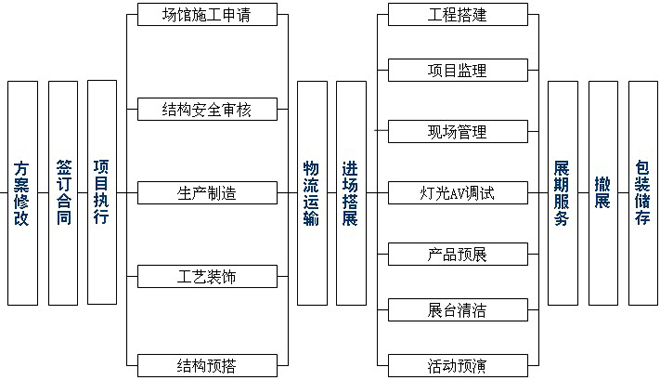 方案修改
签订合同
项目执行
场馆施工申请
结构安全审核
生产制造
工艺装饰
结构预搭
物流运输
进场搭展
工程搭建
项目监理
现场管理
灯光AV调试
产品预展
展台清洁
活动预演
展期服务
撤展
包装储存